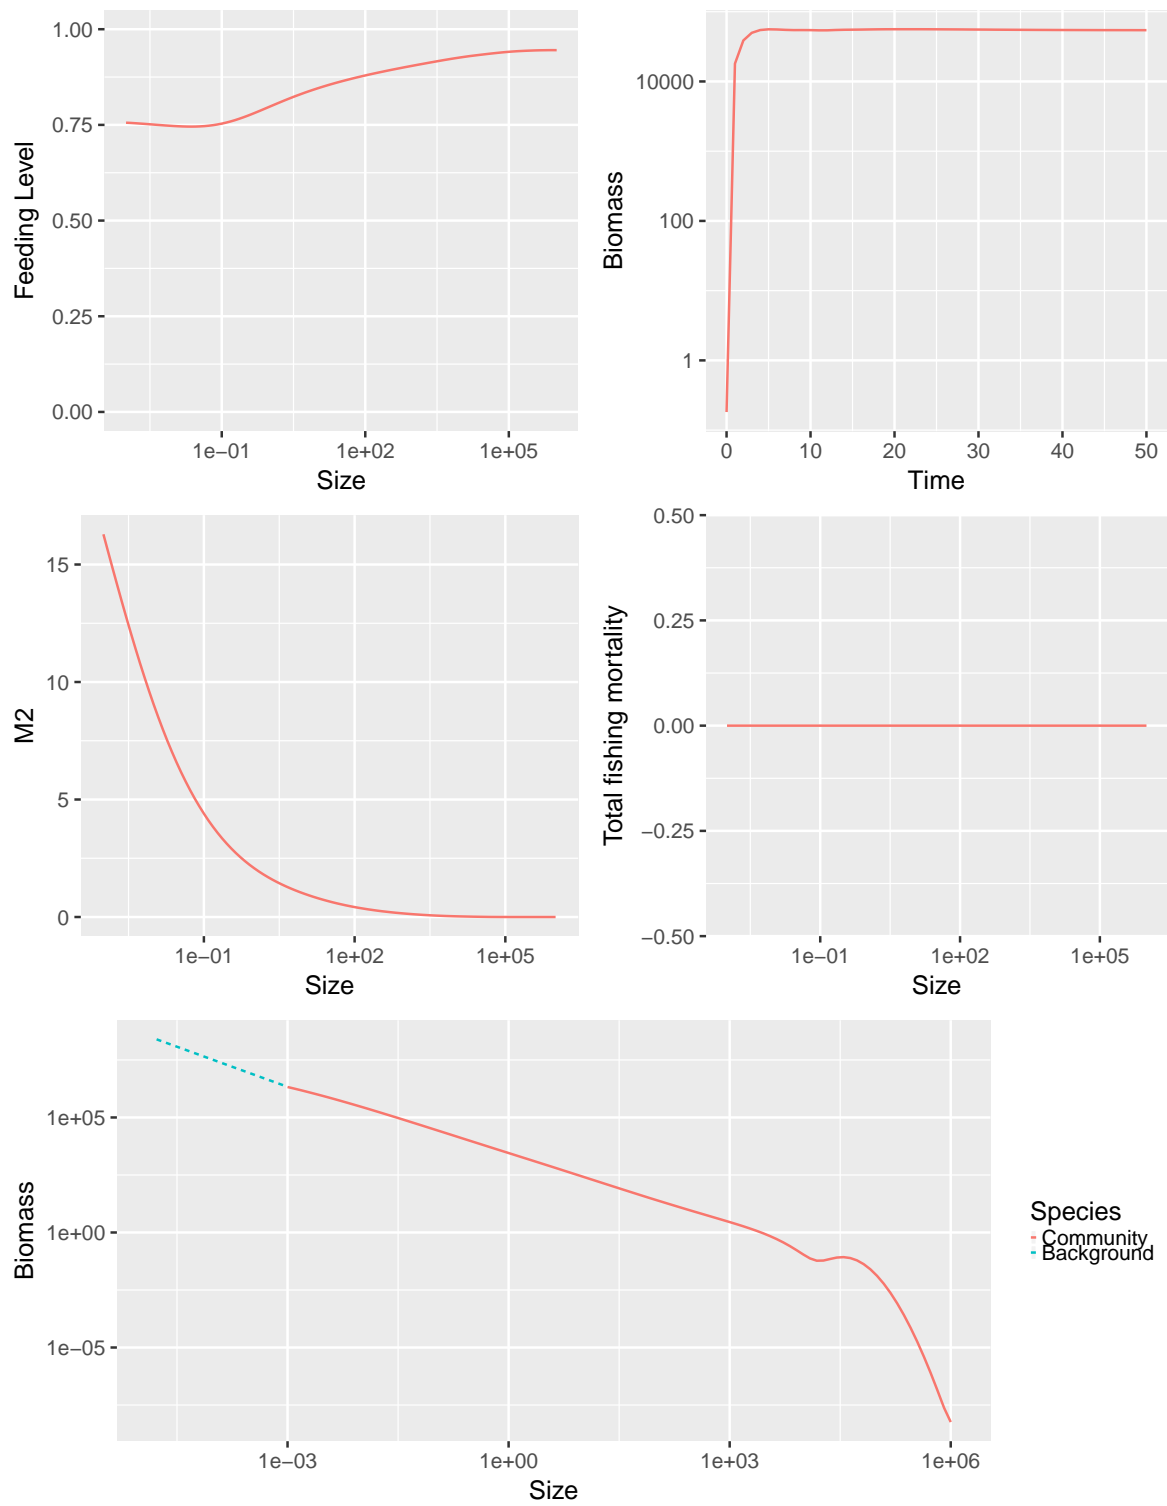 1.00
0.75
0.50
0.25
0.00
Feeding Level
1e−01 1e+02 1e+05
Size
10000
100
1
Biomass
0 10 20 30 40 50
Time
15
10
5
0
M2
1e−01 1e+02 1e+05
Size
0.50
0.25
0.00
−0.25
−0.50
Total fishing mortality
1e−01 1e+02 1e+05
Size
1e+05
1e+00
1e−05
Biomass
1e−03 1e+00 1e+03 1e+06
Size
Species
Community
Background